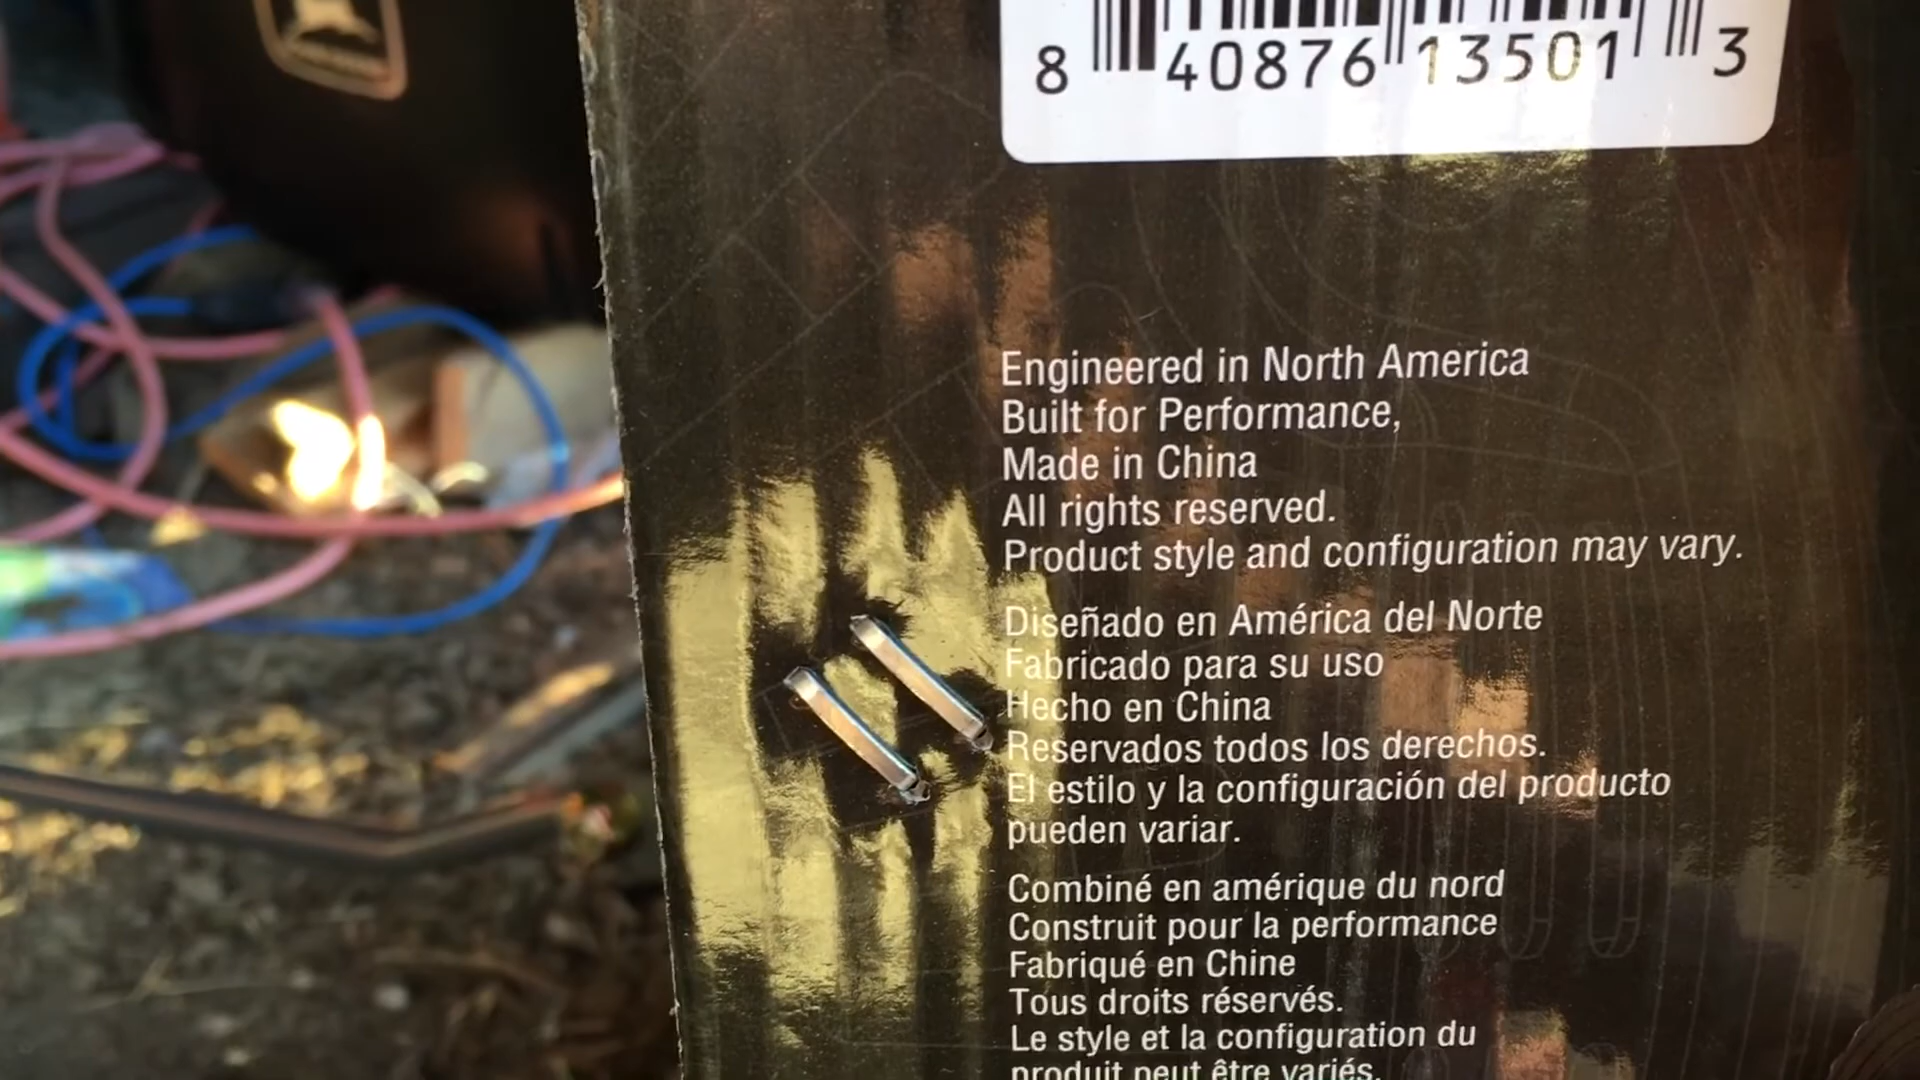 8 40876 13501 3
Engineered in North America
Built for Performance,
Made in China
All rights reserved.
Product style and configuration may vary.
Diseñado en América del Norte
Fabricado para su uso
Hecho en China
Reservados todos los derechos.
El estilo y la configuración del producto
pueden variar.
Combiné en amérique du nord
Construit pour la performance
Fabriqué en Chine
Tous droits réservés.
Le style et la configuration du
produit peut être variés.